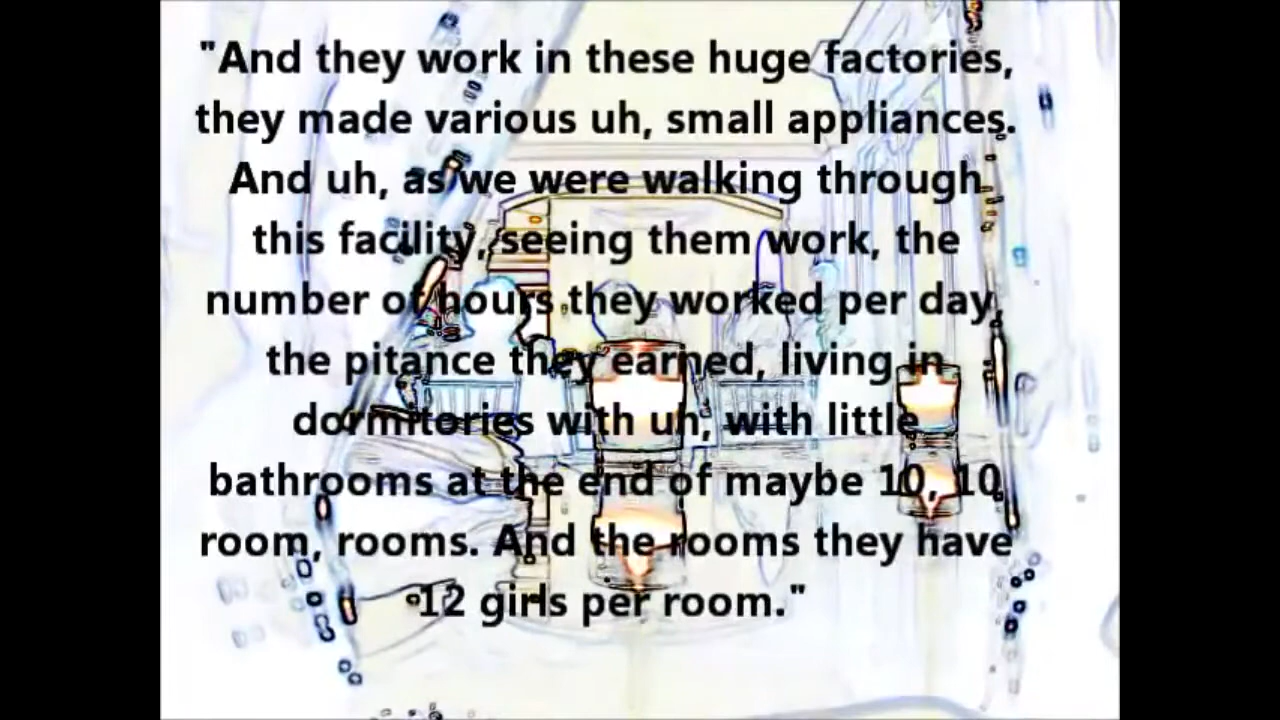 "And they work in these huge factories,
they made various uh, small appliances.
And uh, as we were walking through
this facility, seeing them work, the
number of hours they worked per day,
the pitance they earned, living in
dormitories with uh, with little
bathrooms at the end of maybe 10, 10
room, rooms. And the rooms they have
12 girls per room."